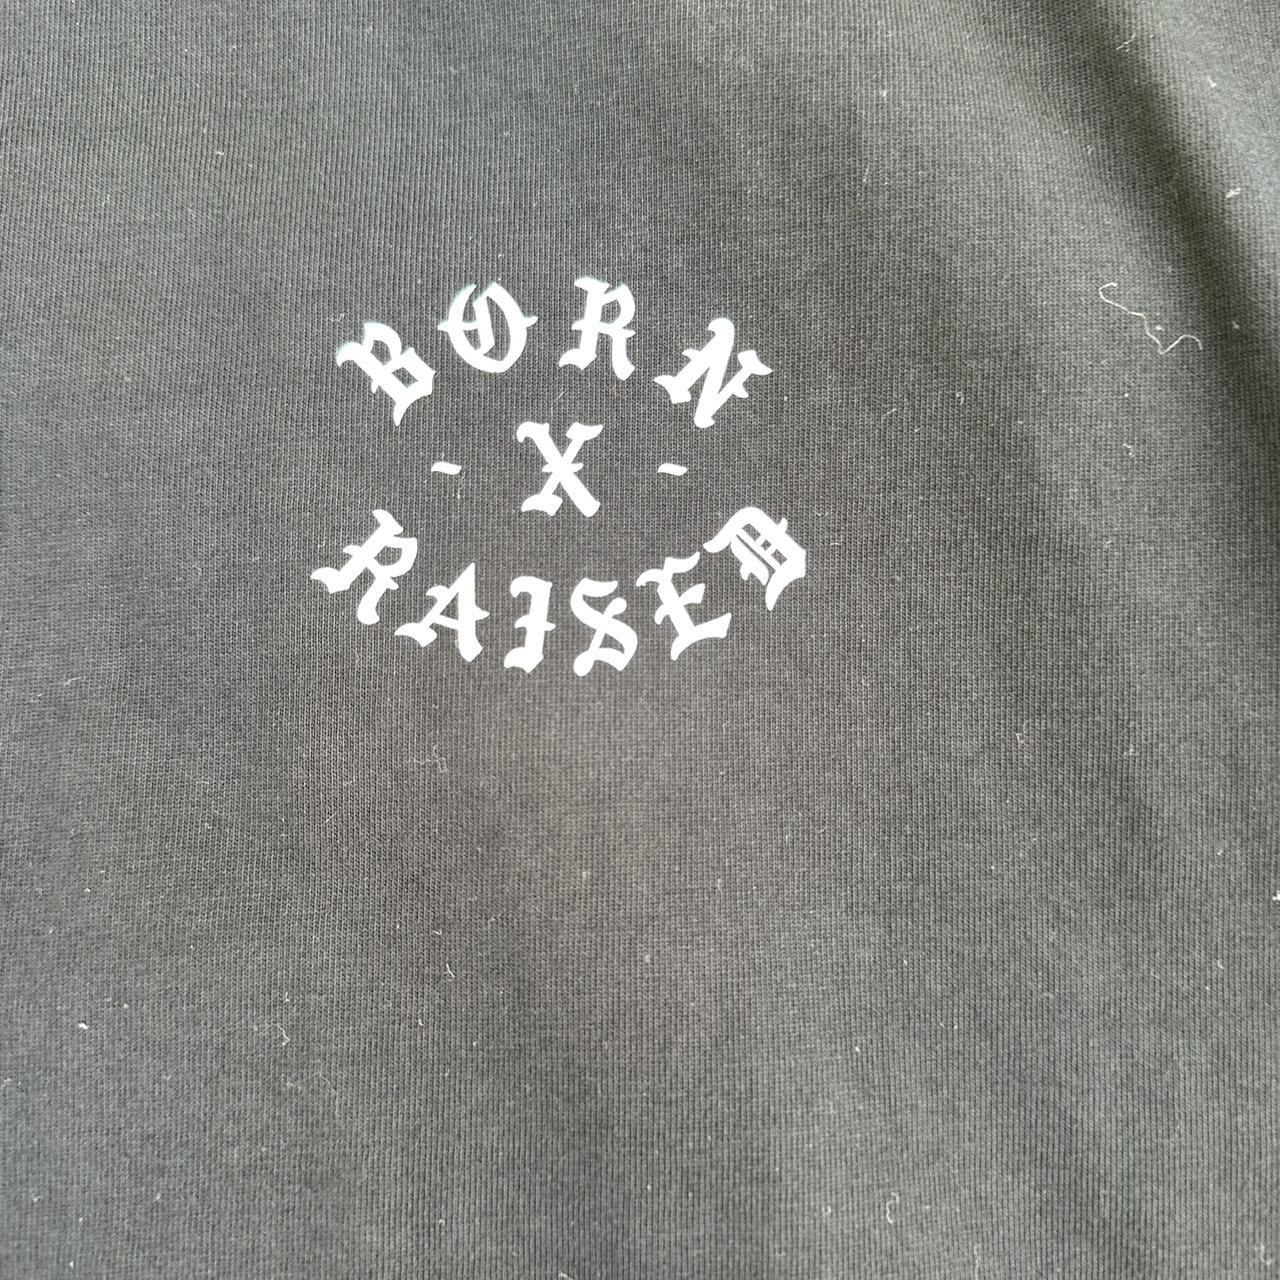 BORN
- X -
RAISED